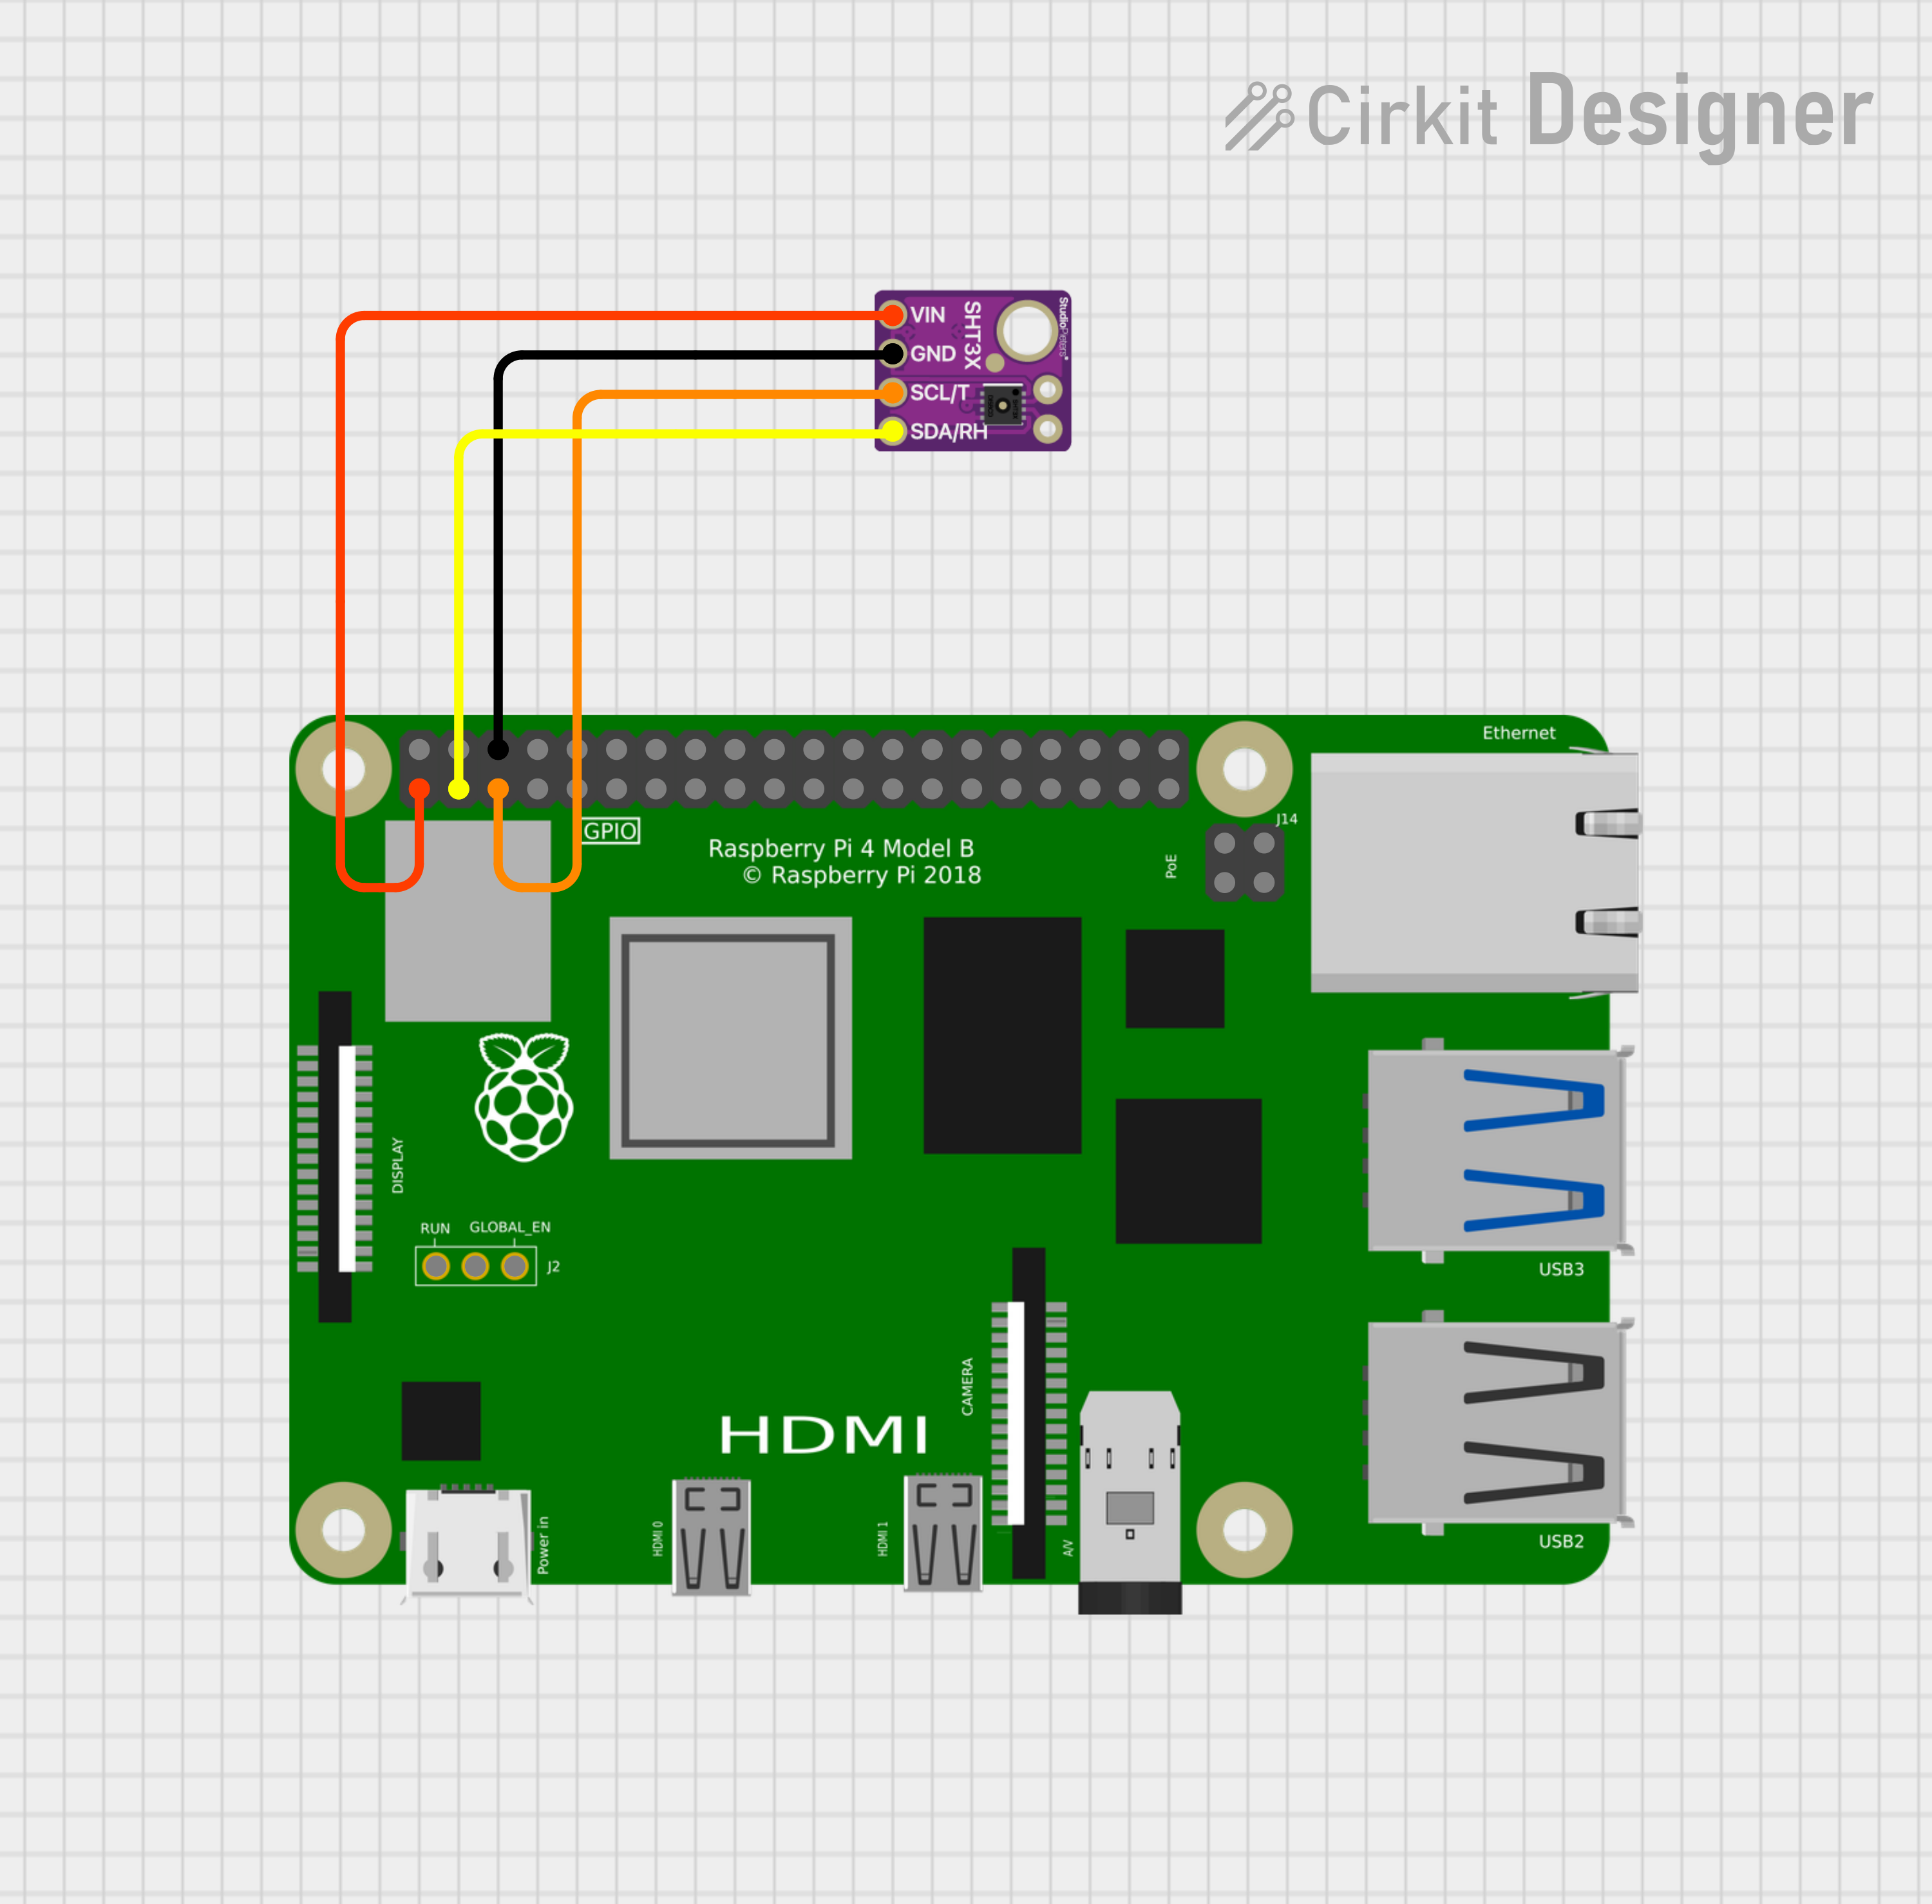 Cirkit Designer
VIN
GND
SCL/T
SDA/RH
SHT3X
Ethernet
GPIO
J14
Raspberry Pi 4 Model B
© Raspberry Pi 2018
PoE
DISPLAY
RUN GLOBAL_EN
J2
USB3
CAMERA
HDMI
USB2
Power in
HDMI 0
HDMI 1
A/V